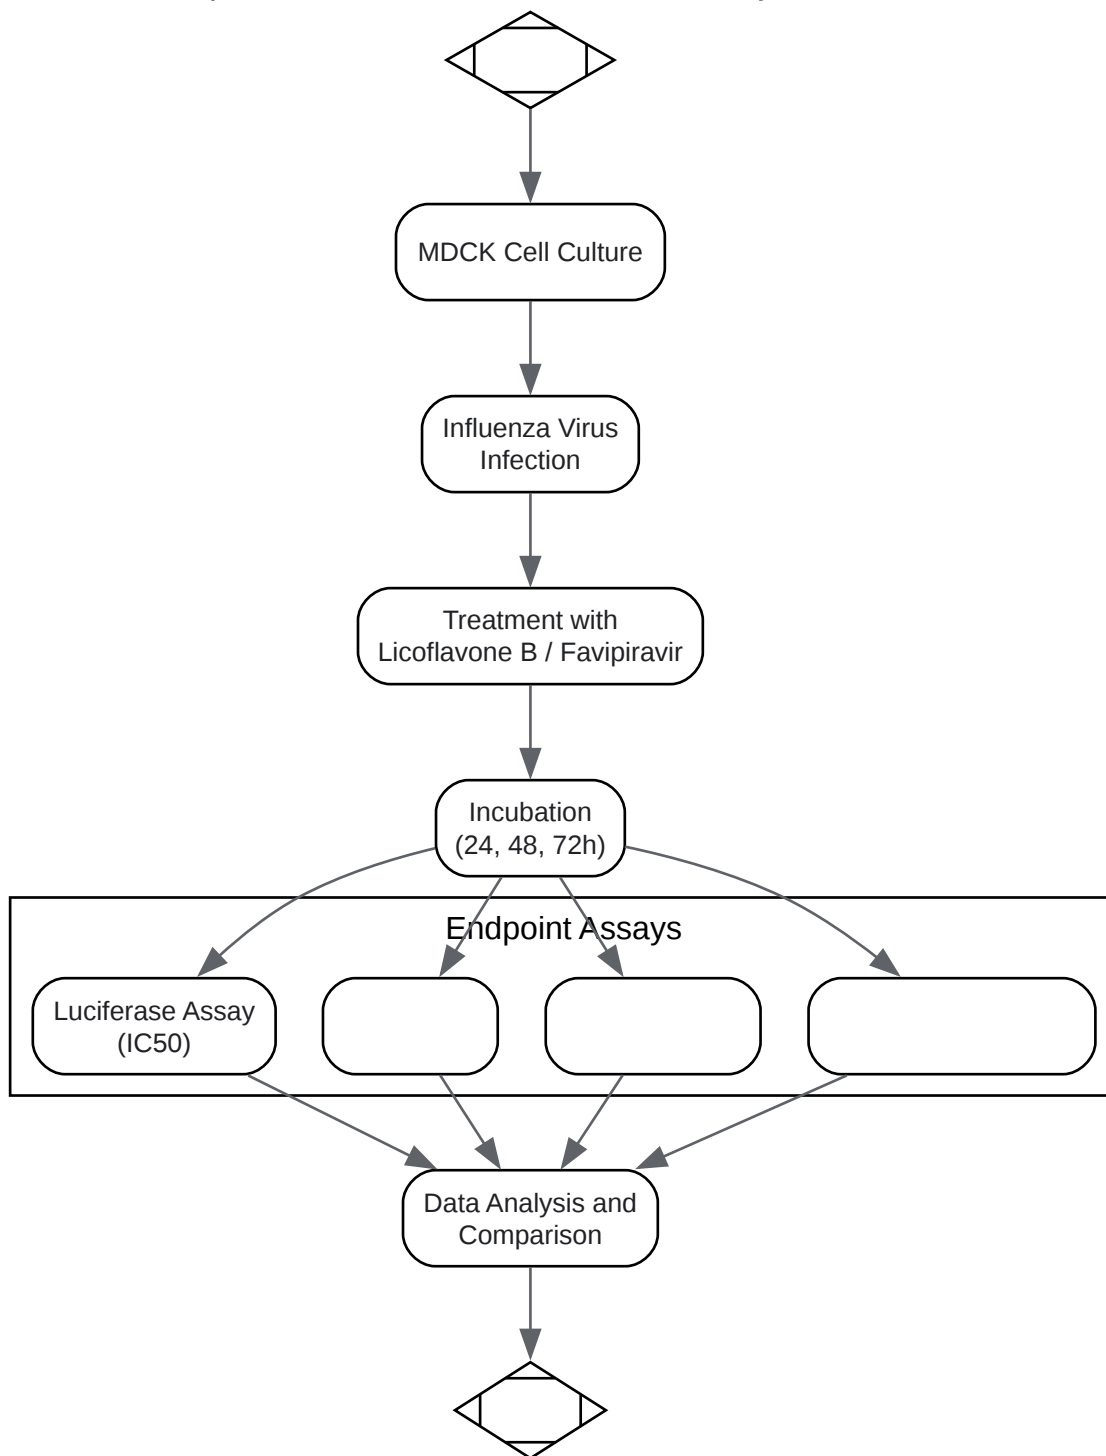 MDCK Cell Culture
Influenza Virus
Infection
Treatment with
Licoflavone B / Favipiravir
Incubation
(24, 48, 72h)
Endpoint Assays
Luciferase Assay
(IC50)
Data Analysis and
Comparison